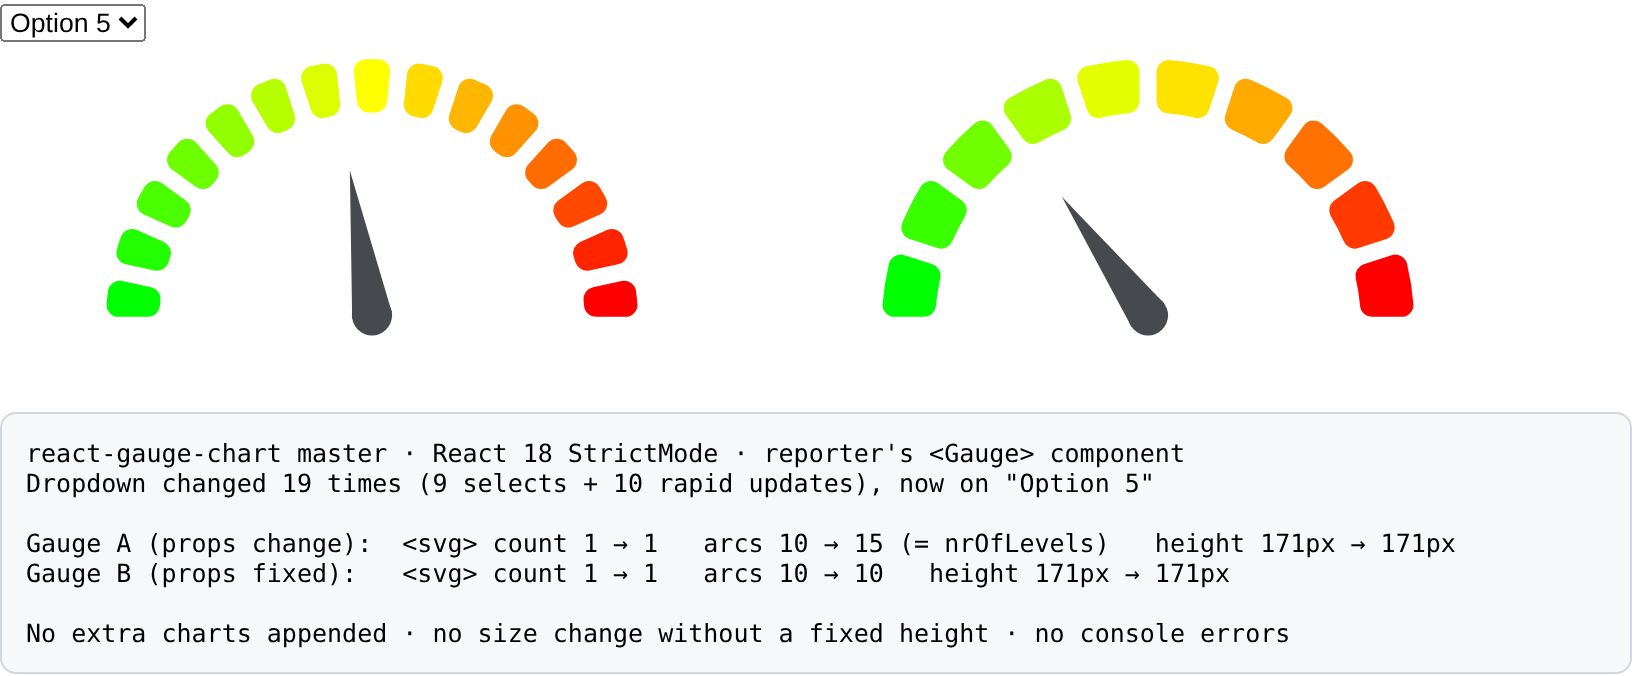 Option 5
react-gauge-chart master · React 18 StrictMode · reporter's <Gauge> component
Dropdown changed 19 times (9 selects + 10 rapid updates), now on "Option 5"
Gauge A (props change):  <svg> count 1 → 1   arcs 10 → 15 (= nrOfLevels)   height 171px → 171px
Gauge B (props fixed):   <svg> count 1 → 1   arcs 10 → 10   height 171px → 171px
No extra charts appended · no size change without a fixed height · no console errors